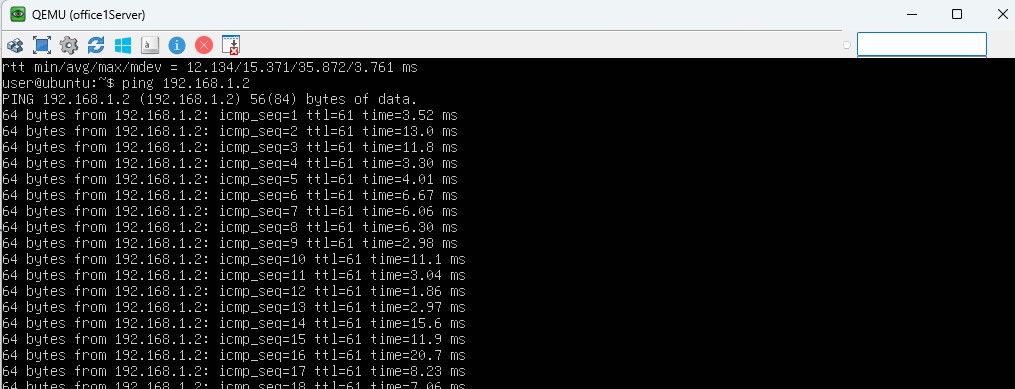 QEMU (office1Server)
a
rtt min/avg/max/mdev = 12.134/15.371/35.872/3.761 ms
user@ubuntu:~$ ping 192.168.1.2
PING 192.168.1.2 (192.168.1.2) 56(84) bytes of data.
64 bytes from 192.168.1.2: icmp_seq=1 ttl=61 time=3.52 ms
64 bytes from 192.168.1.2: icmp_seq=2 ttl=61 time=13.0 ms
64 bytes from 192.168.1.2: icmp_seq=3 ttl=61 time=11.8 ms
64 bytes from 192.168.1.2: icmp_seq=4 ttl=61 time=3.30 ms
64 bytes from 192.168.1.2: icmp_seq=5 ttl=61 time=4.01 ms
64 bytes from 192.168.1.2: icmp_seq=6 ttl=61 time=6.67 ms
64 bytes from 192.168.1.2: icmp_seq=7 ttl=61 time=6.06 ms
64 bytes from 192.168.1.2: icmp_seq=8 ttl=61 time=6.30 ms
64 bytes from 192.168.1.2: icmp_seq=9 ttl=61 time=2.98 ms
64 bytes from 192.168.1.2: icmp_seq=10 ttl=61 time=11.1 ms
64 bytes from 192.168.1.2: icmp_seq=11 ttl=61 time=3.04 ms
64 bytes from 192.168.1.2: icmp_seq=12 ttl=61 time=1.86 ms
64 bytes from 192.168.1.2: icmp_seq=13 ttl=61 time=2.97 ms
64 bytes from 192.168.1.2: icmp_seq=14 ttl=61 time=15.6 ms
64 bytes from 192.168.1.2: icmp_seq=15 ttl=61 time=11.9 ms
64 bytes from 192.168.1.2: icmp_seq=16 ttl=61 time=20.7 ms
64 bytes from 192.168.1.2: icmp_seq=17 ttl=61 time=8.23 ms
64 bytes from 192.168.1.2: icmp_seq=18 ttl=61 time=7.06 ms